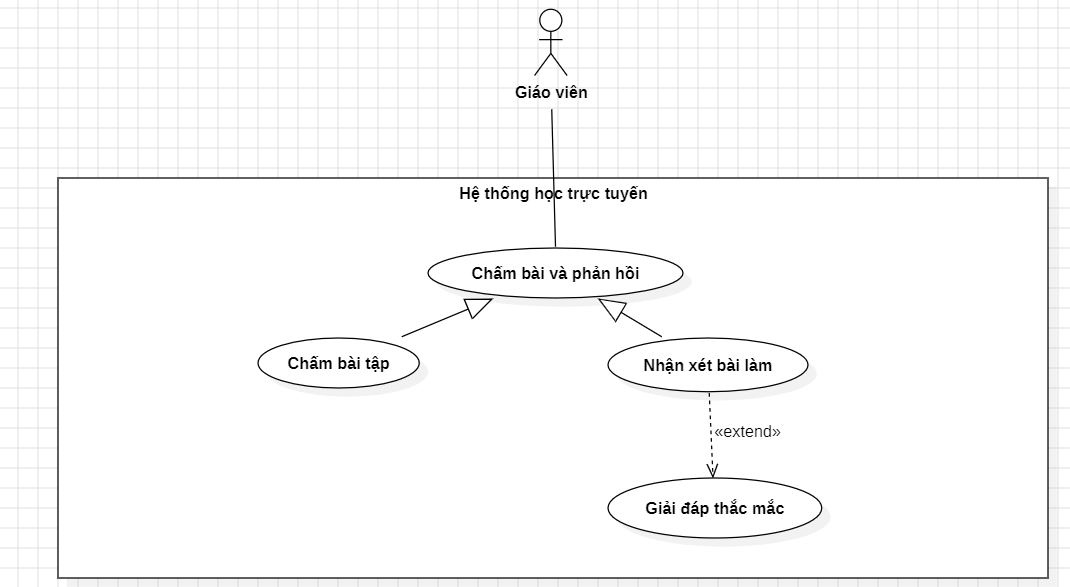 Giáo viên
Hệ thống học trực tuyến
Chấm bài và phản hồi
Chấm bài tập
Nhận xét bài làm
«extend»
Giải đáp thắc mắc